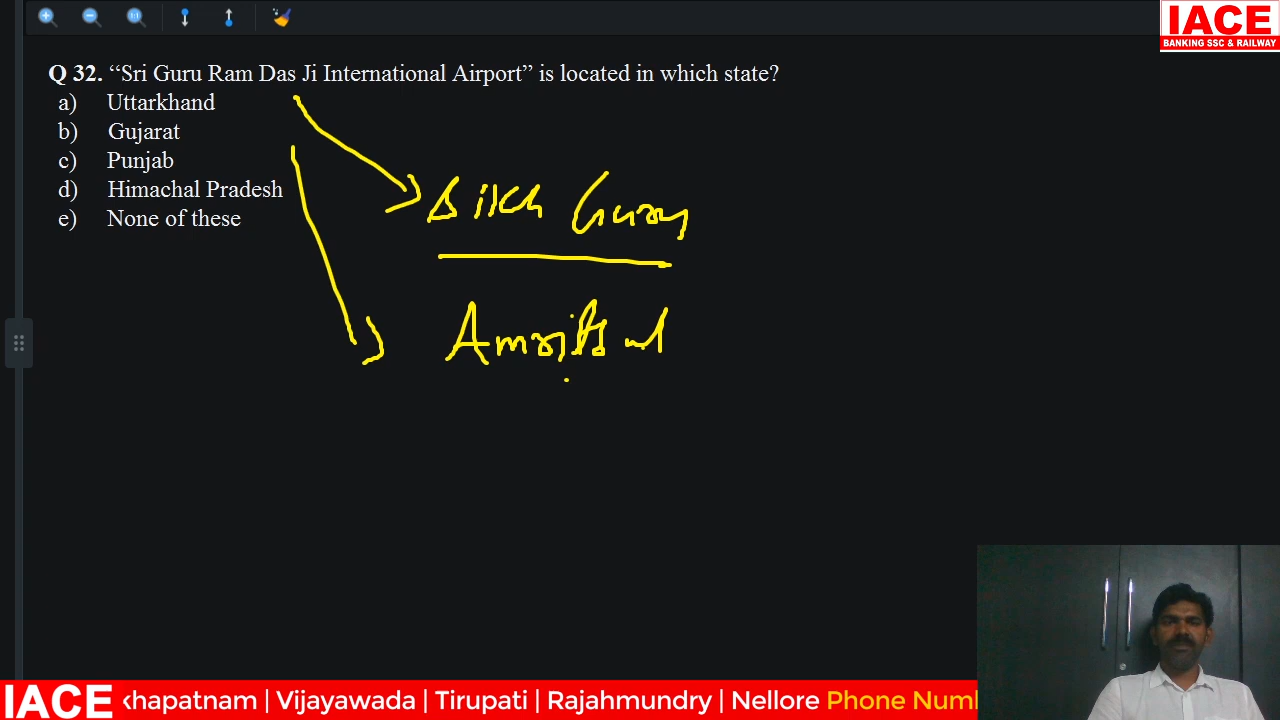 IACE
BANKING SSC & RAILWAY
Q 32. “Sri Guru Ram Das Ji International Airport” is located in which state?
a) Uttarkhand
b) Gujarat
c) Punjab
d) Himachal Pradesh
e) None of these
Sikh Guru
Amritsar
IACE khapatnam | Vijayawada | Tirupati | Rajahmundry | Nellore Phone Num